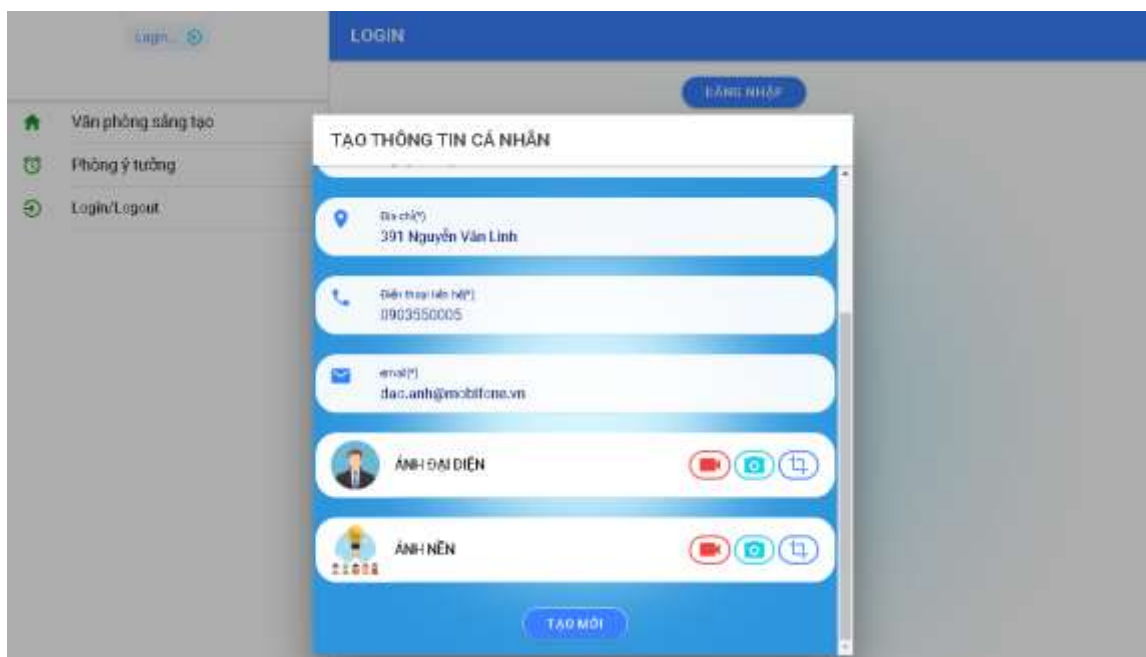 Login...
LOGIN
ĐĂNG NHẬP
Văn phòng sáng tạo
Phòng ý tưởng
Login/Logout
TẠO THÔNG TIN CÁ NHÂN
Địa chỉ(*)
391 Nguyễn Văn Linh
Điện thoại liên hệ(*)
0903550005
email(*)
dac.anh@mobifone.vn
ẢNH ĐẠI DIỆN
ẢNH NỀN
TẠO MỚI